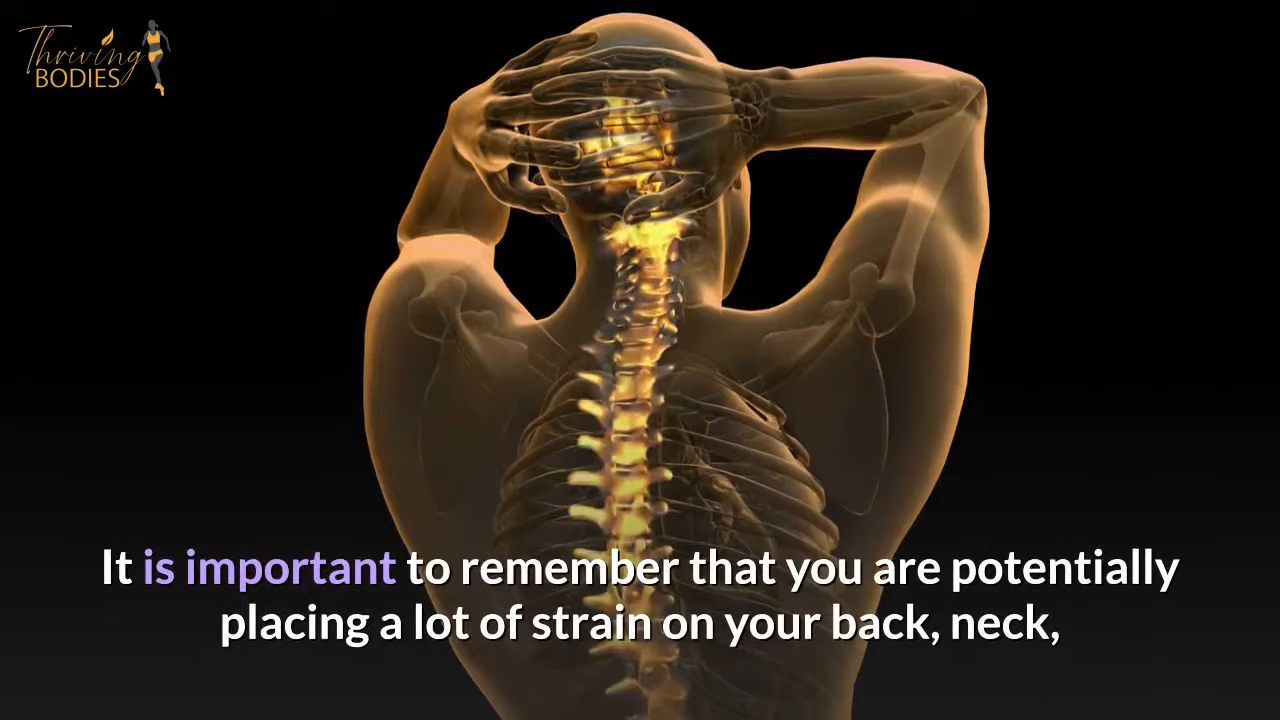 Thriving
BODIES
It is important to remember that you are potentially
placing a lot of strain on your back, neck,